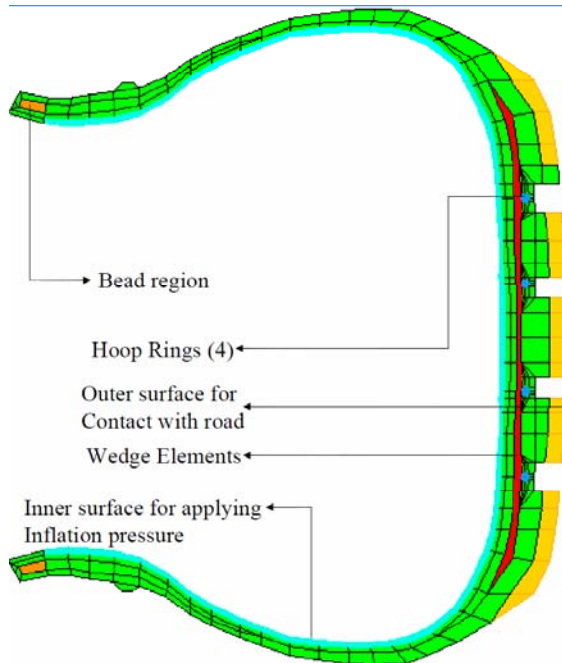 Bead region
Hoop Rings (4)
Outer surface for
Contact with road
Wedge Elements
Inner surface for applying
Inflation pressure